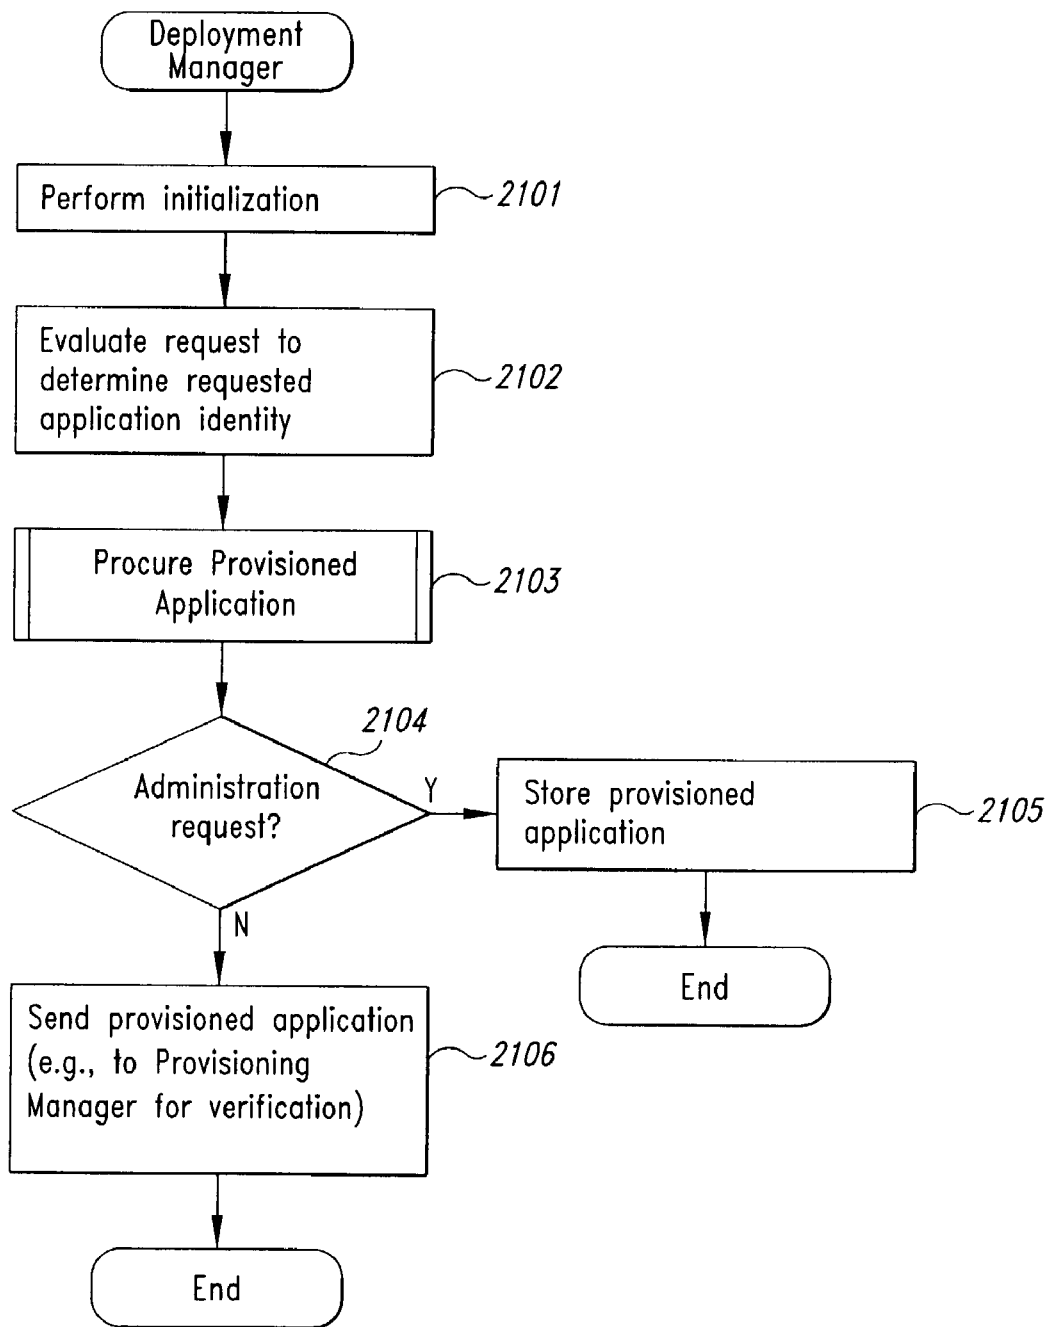 Deployment
Manager
Perform initialization
2101
Evaluate request to
determine requested
application identity
2102
Procure Provisioned
Application
2103
2104
Administration
request?
Y
Store provisioned
application
2105
N
End
Send provisioned application
(e.g., to Provisioning
Manager for verification)
2106
End